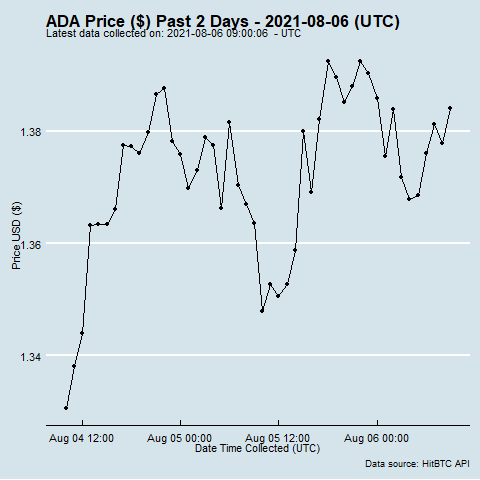 ADA Price ($) Past 2 Days - 2021-08-06 (UTC)
Latest data collected on: 2021-08-06 09:00:06 - UTC
1.38
1.36
1.34
Price USD ($)
Aug 04 12:00 Aug 05 00:00 Aug 05 12:00 Aug 06 00:00
Date Time Collected (UTC)
Data source: HitBTC API